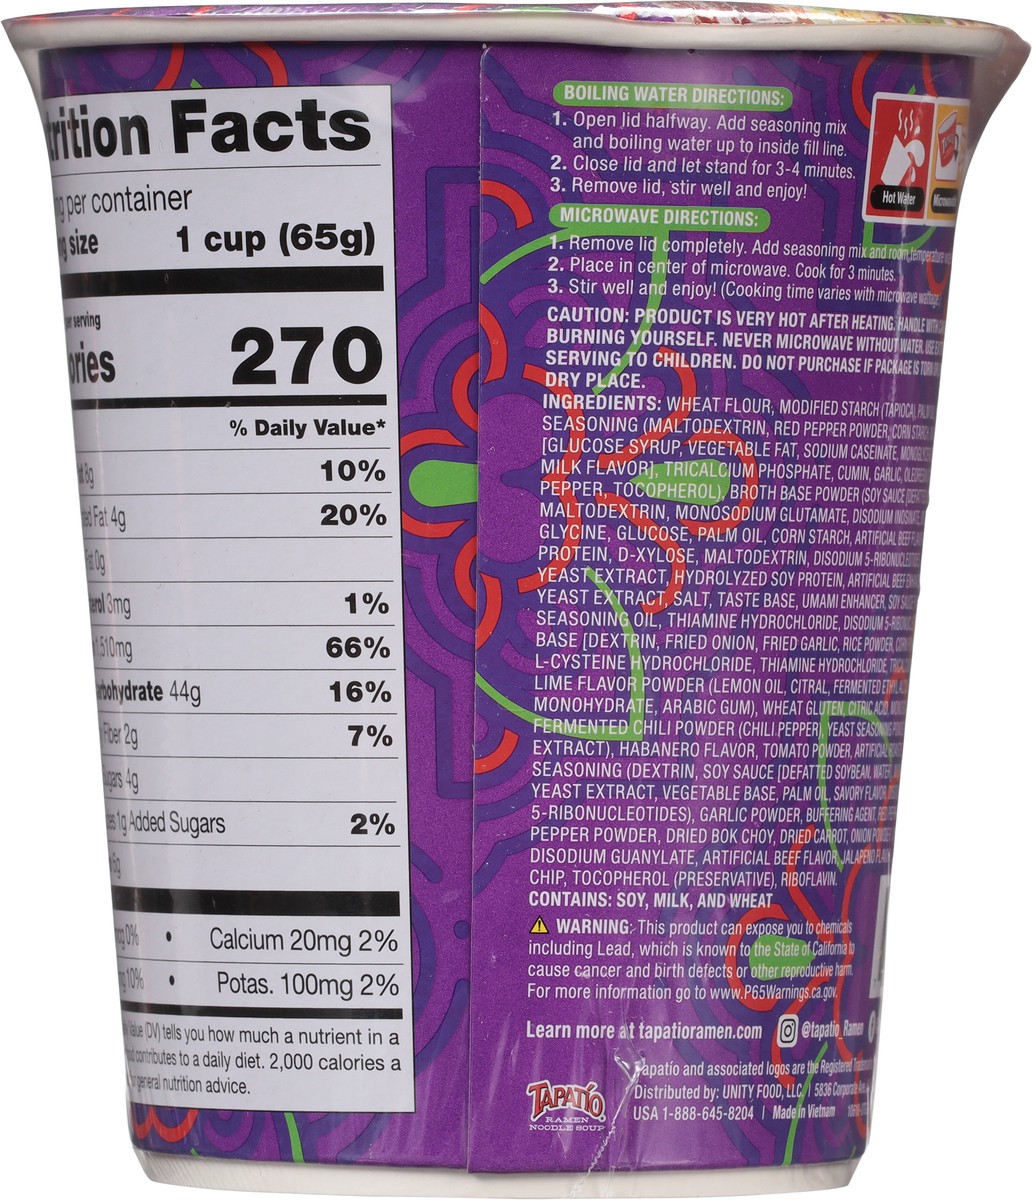 Facts
per container
size 1 cup (65g)
per serving
270
% Daily Value*
8g 10%
Fat 4g 20%
0g
3mg 1%
1,510mg 66%
44g 16%
Fiber 2g 7%
4g
1g Added Sugars 2%
0% • Calcium 20mg 2%
10% • Potas. 100mg 2%
Value (DV) tells you how much a nutrient in a
contributes to a daily diet. 2,000 calories a
general nutrition advice.
BOILING WATER DIRECTIONS:
1. Open lid halfway. Add seasoning mix
and boiling water up to inside fill line.
2. Close lid and let stand for 3-4 minutes.
3. Remove lid, stir well and enjoy!
Hot Water
MICROWAVE DIRECTIONS:
1. Remove lid completely. Add seasoning mix and room temperature
2. Place in center of microwave. Cook for 3 minutes.
3. Stir well and enjoy! (Cooking time varies with microwave wattage.
CAUTION: PRODUCT IS VERY HOT AFTER HEATING. HANDLE WITH
BURNING YOURSELF. NEVER MICROWAVE WITHOUT WATER. USE
SERVING TO CHILDREN. DO NOT PURCHASE IF PACKAGE IS TORN
DRY PLACE.
INGREDIENTS: WHEAT FLOUR, MODIFIED STARCH (TAPIOCA), PALM
SEASONING (MALTODEXTRIN, RED PEPPER POWDER, CORN STARCH,
[GLUCOSE SYRUP, VEGETABLE FAT, SODIUM CASEINATE,
MILK FLAVOR], TRICALCIUM PHOSPHATE, CUMIN, GARLIC,
PEPPER, TOCOPHEROL), BROTH BASE POWDER (SOY SAUCE
MALTODEXTRIN, MONOSODIUM GLUTAMATE, DISODIUM INOSINATE,
GLYCINE, GLUCOSE, PALM OIL, CORN STARCH, ARTIFICIAL BEEF
PROTEIN, D-XYLOSE, MALTODEXTRIN, DISODIUM
YEAST EXTRACT, HYDROLYZED SOY PROTEIN, ARTIFICIAL BEEF
YEAST EXTRACT, SALT, TASTE BASE, UMAMI ENHANCER, SOY SAUCE
SEASONING OIL, THIAMINE HYDROCHLORIDE, DISODIUM
BASE [DEXTRIN, FRIED ONION, FRIED GARLIC, RICE POWDER,
L-CYSTEINE HYDROCHLORIDE, THIAMINE HYDROCHLORIDE,
LIME FLAVOR POWDER (LEMON OIL, CITRAL, FERMENTED
MONOHYDRATE, ARABIC GUM), WHEAT GLUTEN, CITRIC ACID,
FERMENTED CHILI POWDER (CHILI PEPPER, YEAST SEASONING
EXTRACT), HABANERO FLAVOR, TOMATO POWDER, ARTIFICIAL
SEASONING (DEXTRIN, SOY SAUCE [DEFATTED SOYBEAN, WATER,
YEAST EXTRACT, VEGETABLE BASE, PALM OIL, SAVORY FLAVOR,
5-RIBONUCLEOTIDES), GARLIC POWDER, BUFFERING AGENT,
PEPPER POWDER, DRIED BOK CHOY, DRIED CARROT, ONION POWDER,
DISODIUM GUANYLATE, ARTIFICIAL BEEF FLAVOR, JALAPENO
CHIP, TOCOPHEROL (PRESERVATIVE), RIBOFLAVIN.
CONTAINS: SOY, MILK, AND WHEAT
WARNING: This product can expose you to chemicals
including Lead, which is known to the State of California to
cause cancer and birth defects or other reproductive harm.
For more information go to www.P65Warnings.ca.gov.
Learn more at tapatioramen.com @tapatio_Ramen
TAPATÍO
RAMEN
NOODLE SOUP
Tapatío and associated logos are the Registered
Distributed by: UNITY FOOD, LLC. | 5836 Corporate
USA 1-888-645-8204 | Made in Vietnam